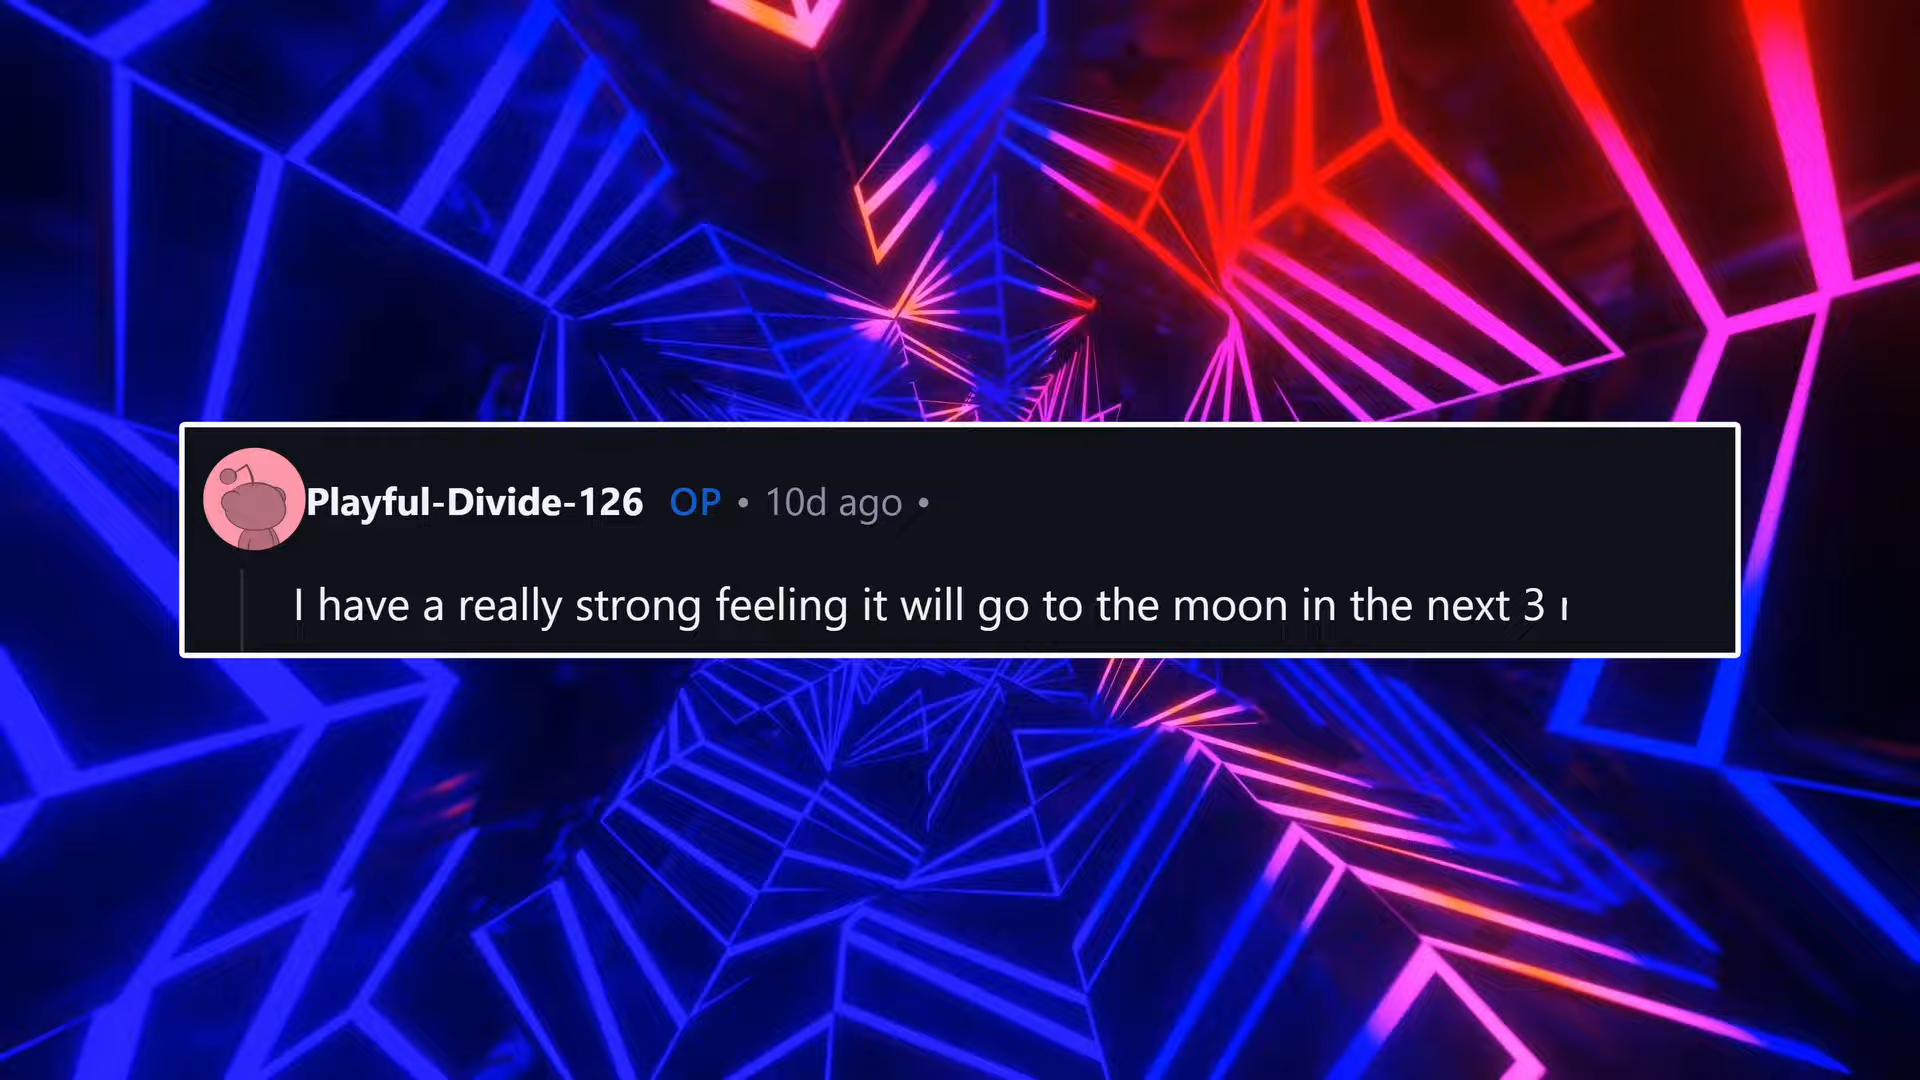 Playful-Divide-126 OP • 10d ago •
I have a really strong feeling it will go to the moon in the next 3